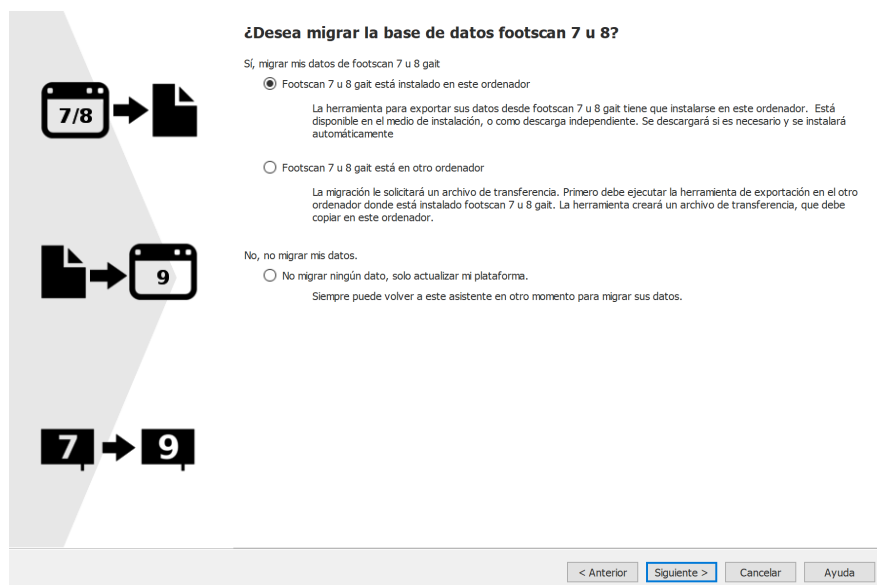 ¿Desea migrar la base de datos footscan 7 u 8?
Sí, migrar mis datos de footscan 7 u 8 gait
Footscan 7 u 8 gait está instalado en este ordenador
La herramienta para exportar sus datos desde footscan 7 u 8 gait tiene que instalarse en este ordenador. Está
disponible en el medio de instalación, o como descarga independiente. Se descargará si es necesario y se instalará
automáticamente
7/8
Footscan 7 u 8 gait está en otro ordenador
La migración le solicitará un archivo de transferencia. Primero debe ejecutar la herramienta de exportación en el otro
ordenador donde está instalado footscan 7 u 8 gait. La herramienta creará un archivo de transferencia, que debe
copiar en este ordenador.
No, no migrar mis datos.
No migrar ningún dato, solo actualizar mi plataforma.
Siempre puede volver a este asistente en otro momento para migrar sus datos.
9
7 9
< Anterior Siguiente > Cancelar Ayuda